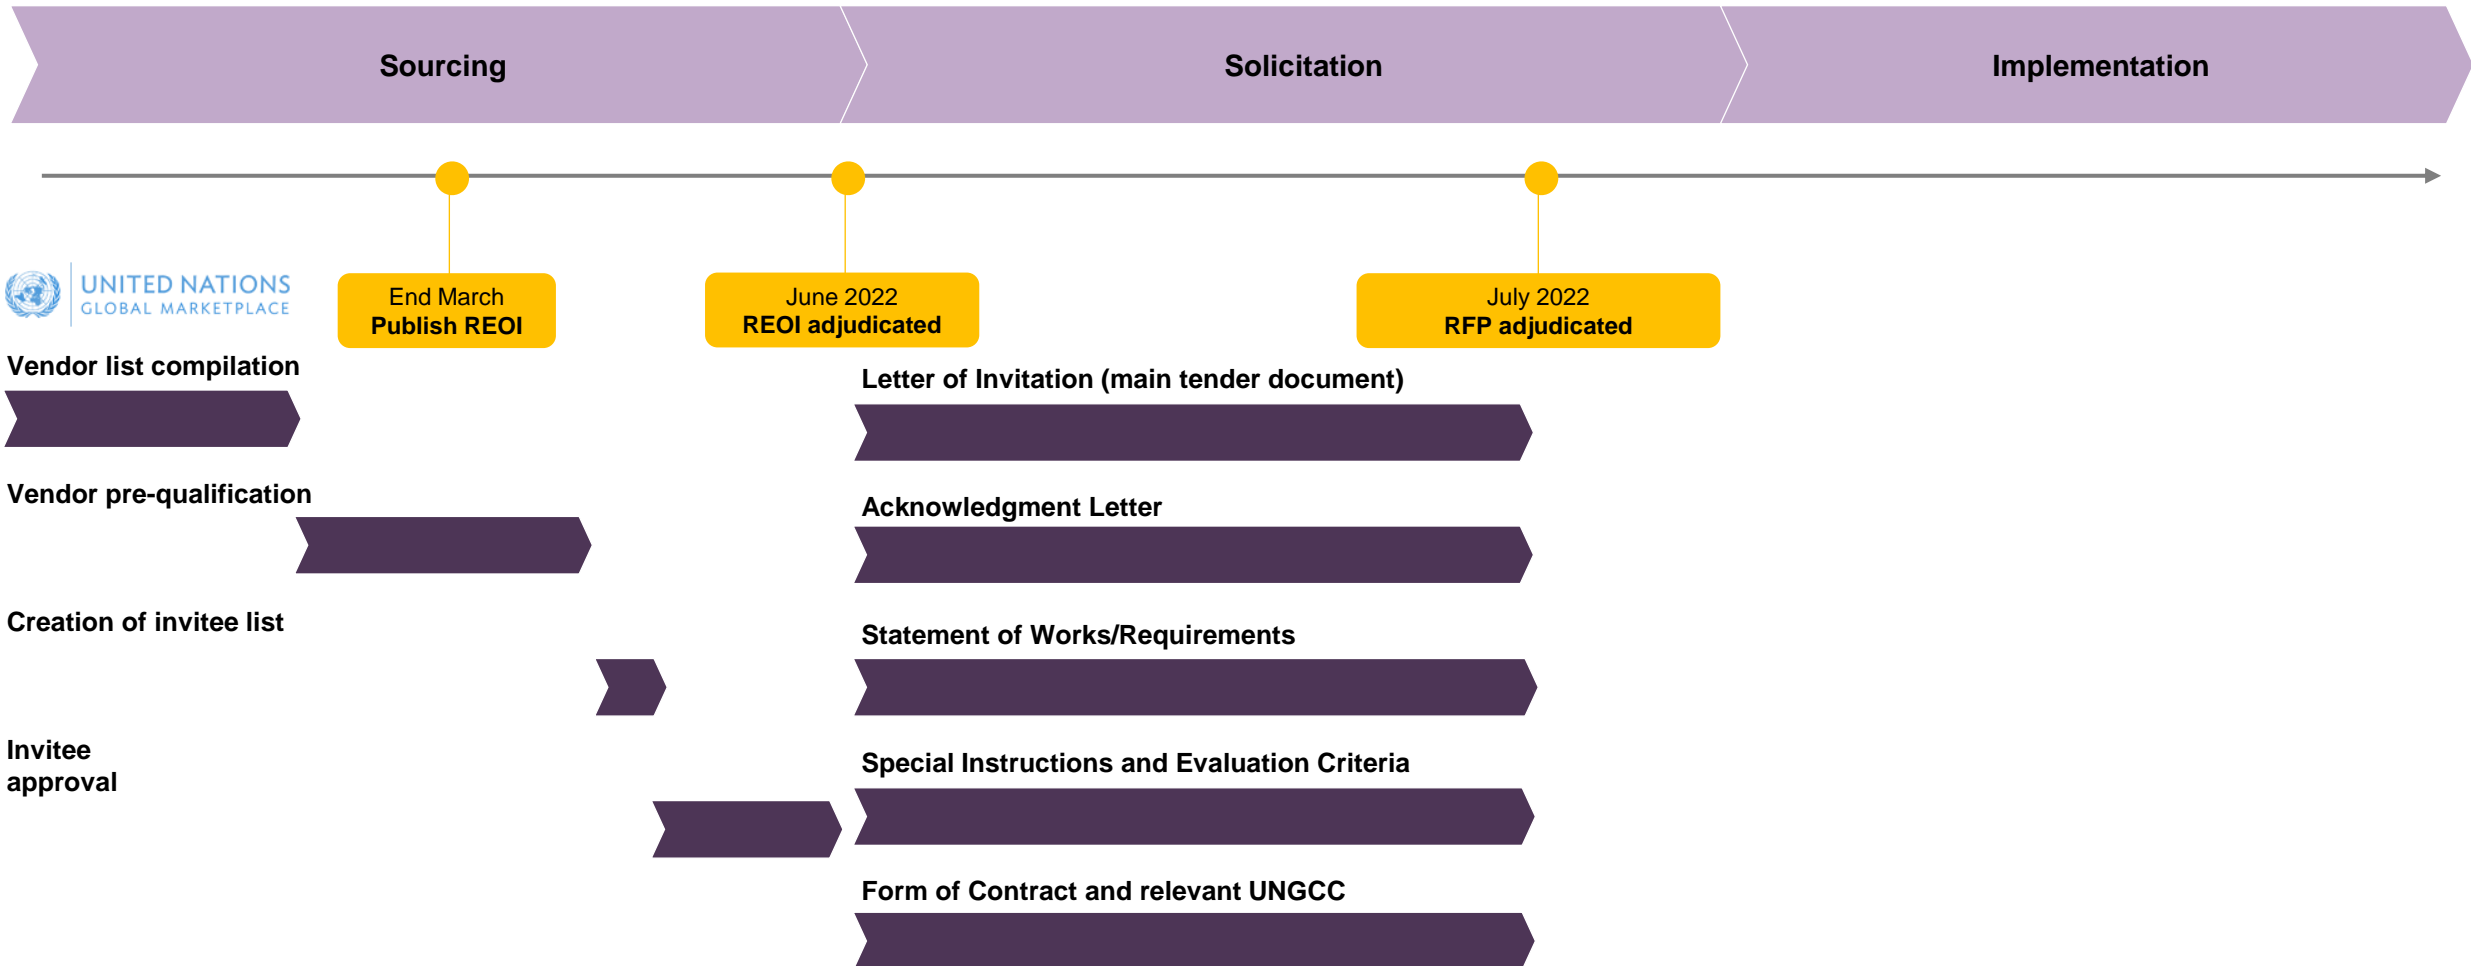 Sourcing
Solicitation
Implementation
UNITED NATIONS
GLOBAL MARKETPLACE
End March
Publish REOI
June 2022
REOI adjudicated
July 2022
RFP adjudicated
Vendor list compilation
Vendor pre-qualification
Creation of invitee list
Invitee
approval
Letter of Invitation (main tender document)
Acknowledgment Letter
Statement of Works/Requirements
Special Instructions and Evaluation Criteria
Form of Contract and relevant UNGCC